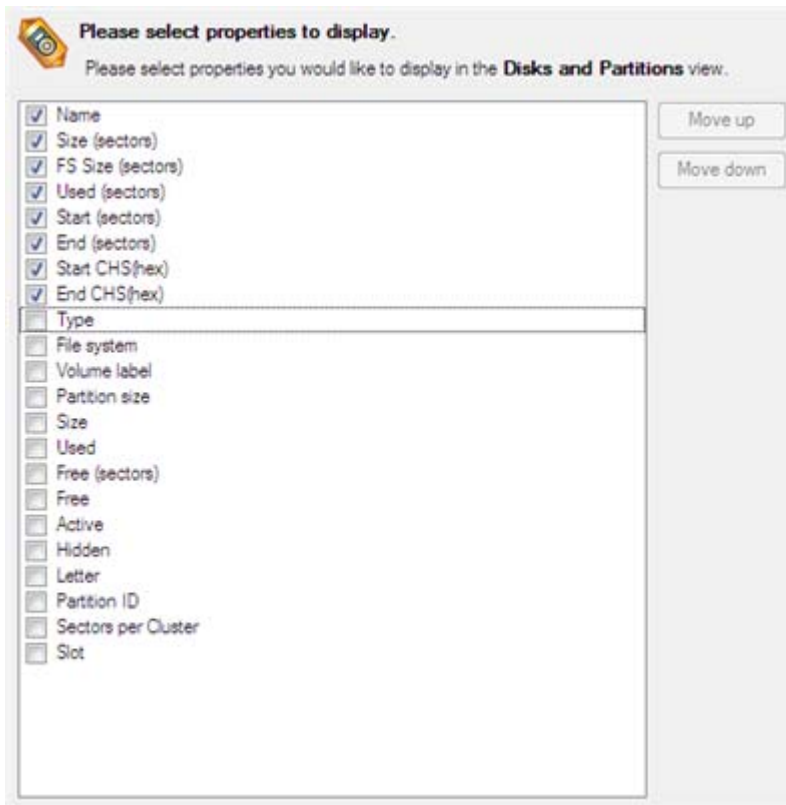 Please select properties to display.
Please select properties you would like to display in the Disks and Partitions view.
Name
Size (sectors)
FS Size (sectors)
Used (sectors)
Start (sectors)
End (sectors)
Start CHS(hex)
End CHS(hex)
Type
File system
Volume label
Partition size
Size
Used
Free (sectors)
Free
Active
Hidden
Letter
Partition ID
Sectors per Cluster
Slot
Move up
Move down